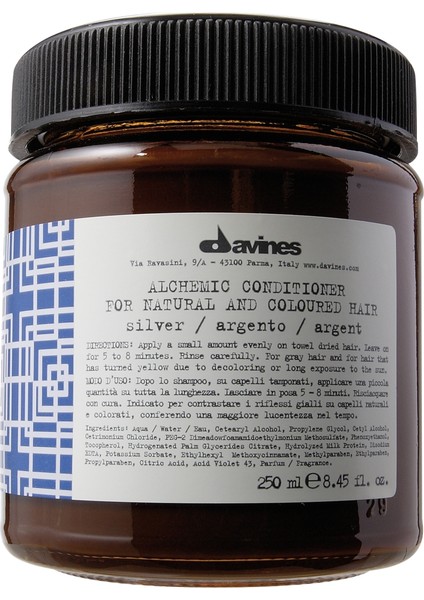 davines
Via Ravasini, 9/A - 43100 Parma, Italy www.davines.com
ALCHEMIC CONDITIONER
FOR NATURAL AND COLOURED HAIR
silver / argento / argent
DIRECTIONS: Apply a small amount evenly on towel dried hair. Leave on
for 5 to 8 minutes. Rinse carefully. For gray hair and for hair that
has turned yellow due to decoloring or long exposure to the sun.
MODO D'USO: Dopo lo shampoo, su capelli tamponati, applicare una piccola
quantità su tutta la lunghezza. Lasciare in posa 5-8 minuti. Risciacquare
con cura. Indicato per contrastare i riflessi gialli su capelli naturali
e colorati, conferendo una maggiore lucentezza nel tempo.
Ingredients: Aqua / Water / Eau, Cetearyl Alcohol, Propylene Glycol, Cetyl Alcohol,
Cetrimonium Chloride, PEG-2 Dimeadowfoamamidoethylmonium Methosulfate, Phenoxyethanol,
Tocopherol, Hydrogenated Palm Glycerides Citrate, Hydrolyzed Milk Protein, Disodium
EDTA, Potassium Sorbate, Ethylhexyl Methoxycinnamate, Methylparaben, Ethylparaben,
Propylparaben, Citric Acid, Acid Violet 43, Parfum / Fragrance.
250 ml ℮ 8.45 fl. oz.